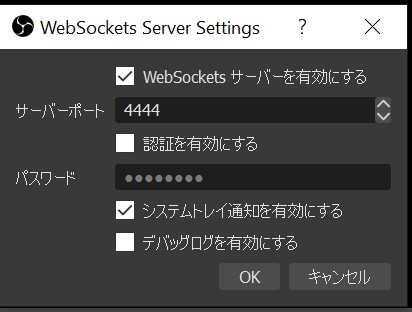 WebSockets Server Settings ?
WebSockets サーバーを有効にする
サーバーポート 4444
認証を有効にする
パスワード ●●●●●●●●
システムトレイ通知を有効にする
デバッグログを有効にする
OK キャンセル